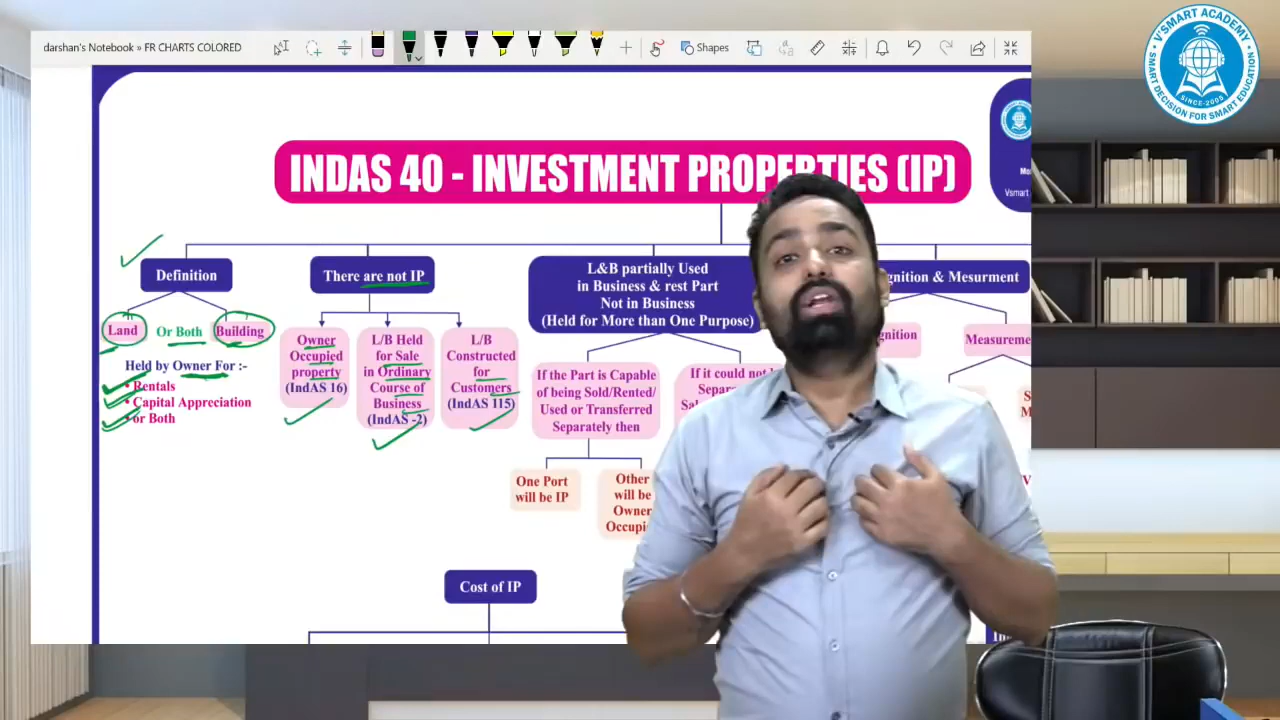 V'SMART ACADEMY
SMART DECISION FOR SMART EDUCATION
SINCE-2005
darshan's Notebook » FR CHARTS COLORED
Shapes
INDAS 40 - INVESTMENT PROPERTIES (IP)
Vsmart
Definition
Land
Or Both
Building
Held by Owner For :-
• Rentals
• Capital Appreciation
• or Both
There are not IP
Owner
Occupied
property
(IndAS 16)
L/B Held
for Sale
in Ordinary
Course of
Business
(IndAS -2)
L/B
Constructed
for
Customers
(IndAS 115)
L&B partially Used
in Business & rest Part
Not in Business
(Held for More than One Purpose)
If the Part is Capable
of being Sold/Rented/
Used or Transferred
Separately then
One Port
will be IP
Other
will be
Owner
If it could not
& Mesurment
Cost of IP